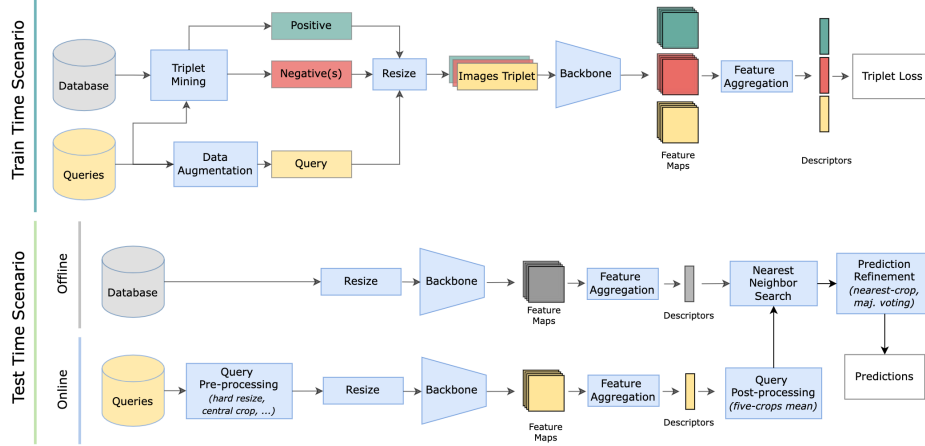 Train Time Scenario
Database
Queries
Triplet
Mining
Data
Augmentation
Positive
Negative(s)
Query
Resize
Images Triplet
Backbone
Feature
Maps
Feature
Aggregation
Descriptors
Triplet Loss
Test Time Scenario
Offline
Database
Resize
Backbone
Feature
Maps
Feature
Aggregation
Descriptors
Nearest
Neighbor
Search
Prediction
Refinement
(nearest-crop,
maj. voting)
Online
Queries
Query
Pre-processing
(hard resize,
central crop, ...)
Resize
Backbone
Feature
Maps
Feature
Aggregation
Descriptors
Query
Post-processing
(five-crops mean)
Predictions